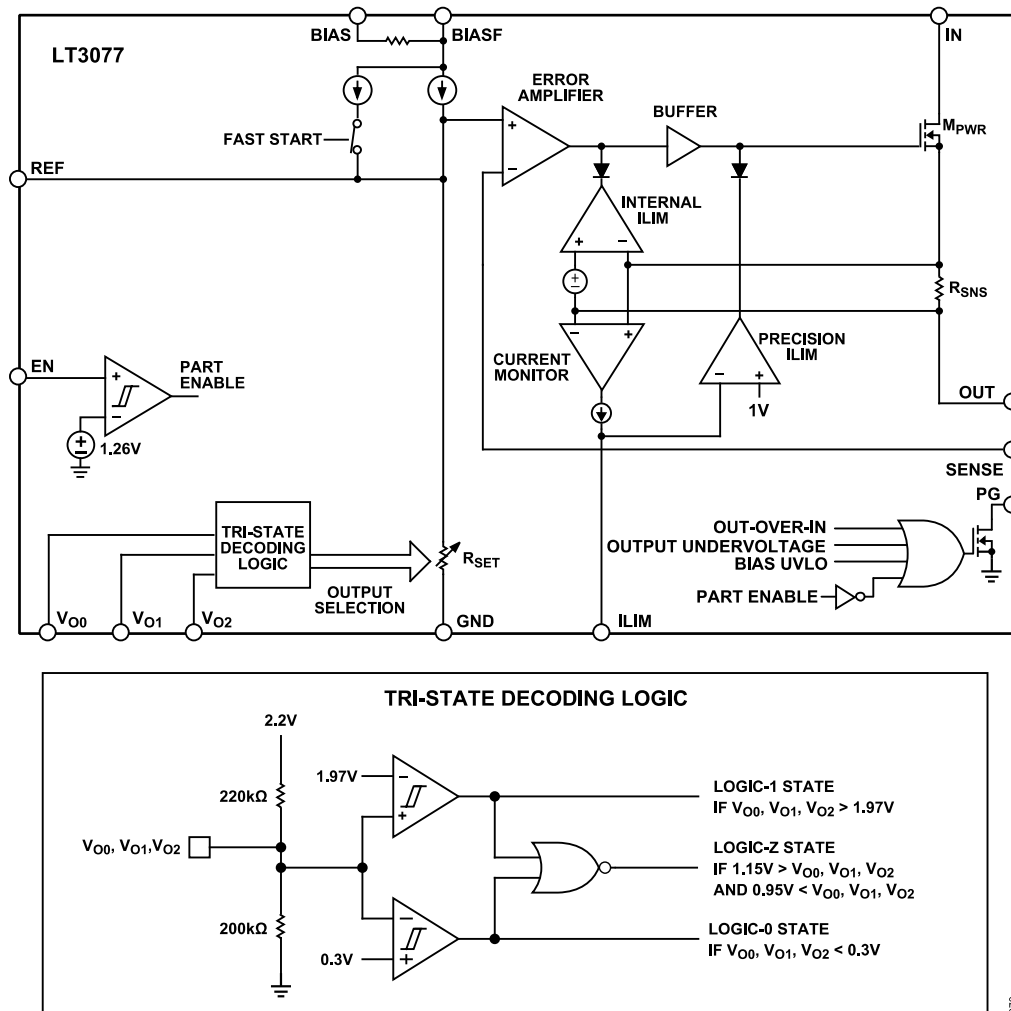 BIAS
BIASF
IN
LT3077
ERROR
AMPLIFIER
BUFFER
M_PWR
FAST START
+
−
REF
INTERNAL
ILIM
+ −
R_SNS
− +
CURRENT
MONITOR
PRECISION
ILIM
− +
1V
OUT
EN
+
−
PART
ENABLE
1.26V
SENSE
PG
TRI-STATE
DECODING
LOGIC
OUTPUT
SELECTION
R_SET
OUT-OVER-IN
OUTPUT UNDERVOLTAGE
BIAS UVLO
PART ENABLE
V_O0
V_O1
V_O2
GND
ILIM
TRI-STATE DECODING LOGIC
2.2V
1.97V
−
+
220kΩ
LOGIC-1 STATE
IF V_O0, V_O1, V_O2 > 1.97V
V_O0, V_O1,V_O2
LOGIC-Z STATE
IF 1.15V > V_O0, V_O1, V_O2
AND 0.95V < V_O0, V_O1, V_O2
200kΩ
−
+
0.3V
LOGIC-0 STATE
IF V_O0, V_O1, V_O2 < 0.3V